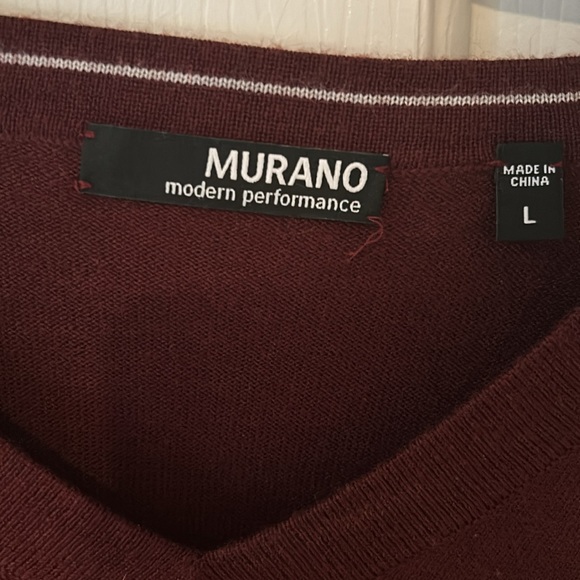 MURANO
modern performance
MADE IN
CHINA
L